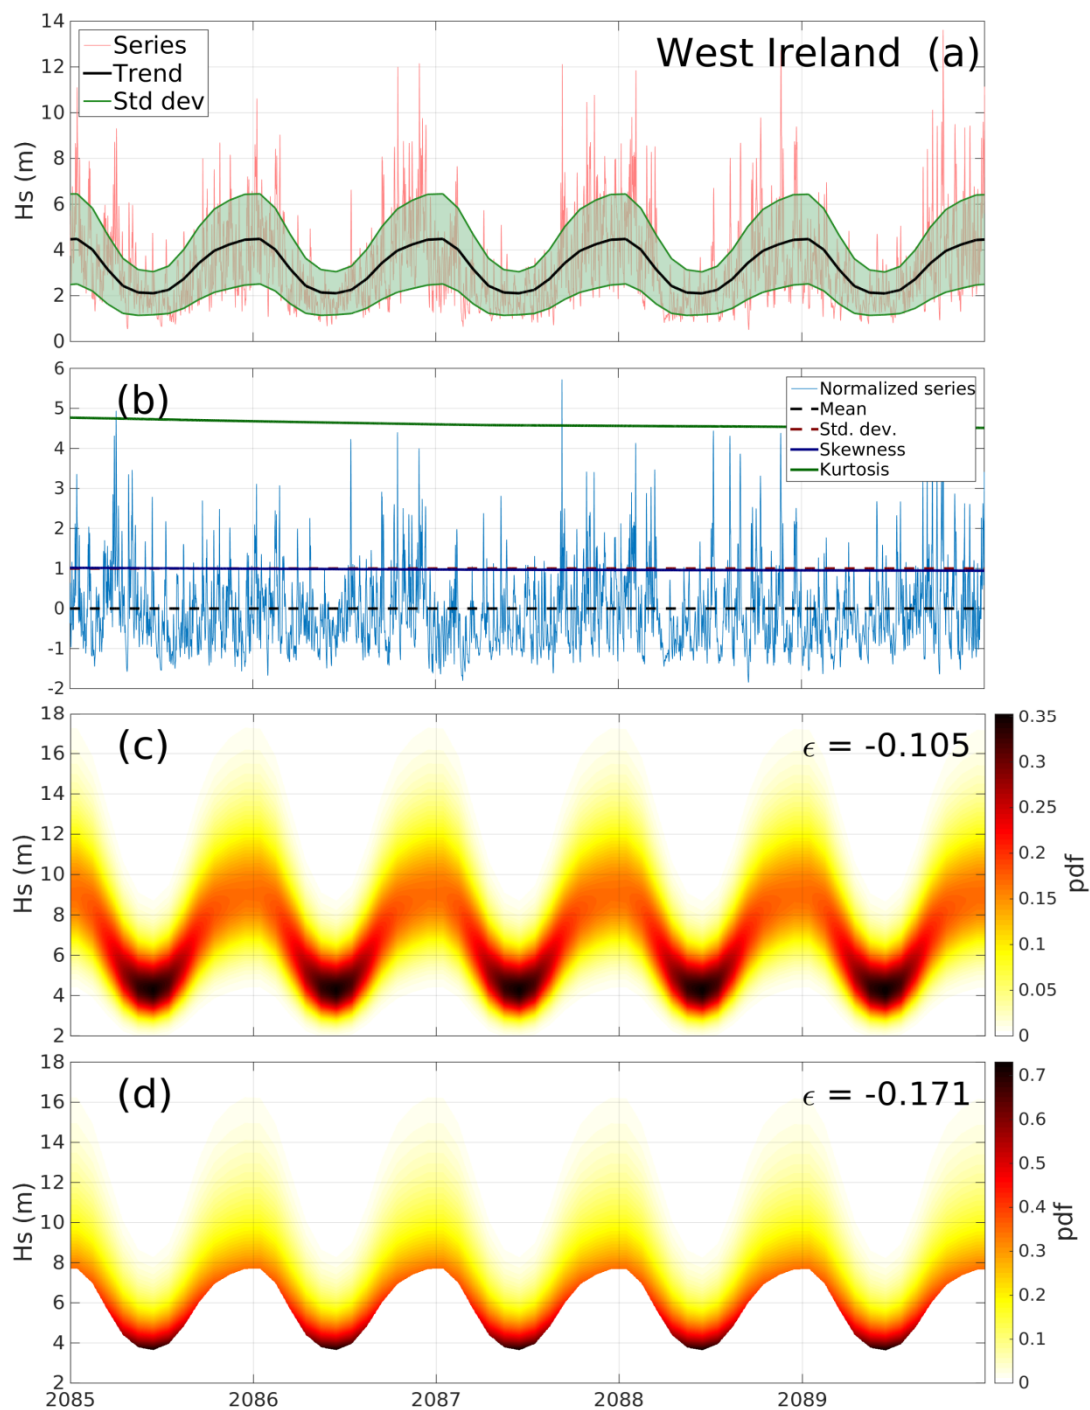 14
12
10
8
6
4
2
0
Hs (m)
Series
Trend
Std dev
West Ireland (a)
6
5
4
3
2
1
0
-1
-2
(b)
Normalized series
Mean
Std. dev.
Skewness
Kurtosis
18
16
14
12
10
8
6
4
2
Hs (m)
(c)
ϵ = -0.105
0.35
0.3
0.25
0.2
0.15
0.1
0.05
0
pdf
18
16
14
12
10
8
6
4
2
Hs (m)
(d)
ϵ = -0.171
0.7
0.6
0.5
0.4
0.3
0.2
0.1
0
pdf
2085 2086 2087 2088 2089